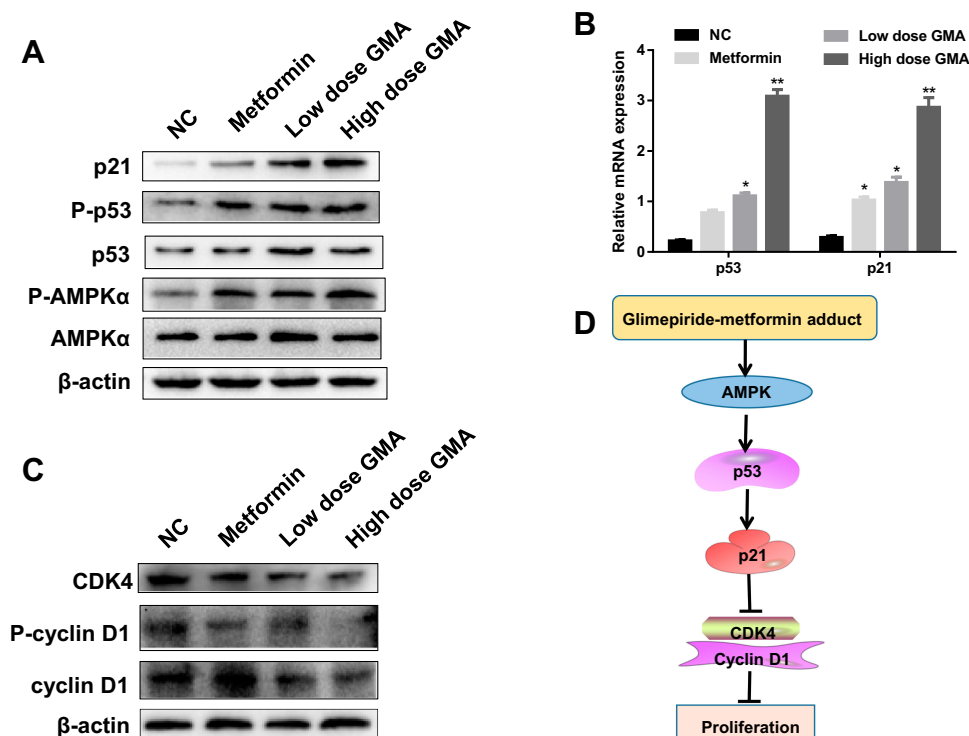 A
NC
Metformin
Low dose GMA
High dose GMA
p21
P-p53
p53
P-AMPKα
AMPKα
β-actin
B
NC
Metformin
Low dose GMA
High dose GMA
Relative mRNA expression
4
3
2
1
0
**
*
**
*
*
p53
p21
C
NC
Metformin
Low dose GMA
High dose GMA
CDK4
P-cyclin D1
cyclin D1
β-actin
D
Glimepiride-metformin adduct
AMPK
p53
p21
CDK4
Cyclin D1
Proliferation